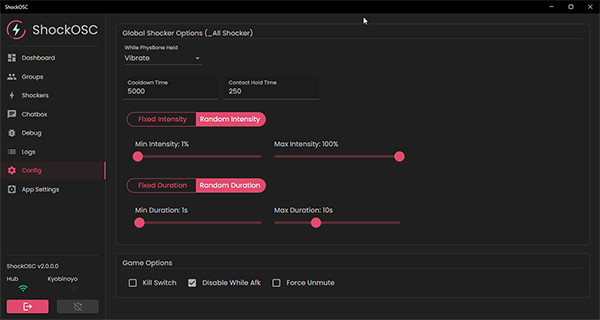 ShockOSC
ShockOSC
Dashboard
Groups
Shockers
Chatbox
Debug
Logs
Config
App Settings
ShockOSC v2.0.0.0
Hub Kyobinoyo
Global Shocker Options (_All Shocker)
While PhysBone Held
Vibrate
Cooldown Time Contact Hold Time
5000 250
Fixed Intensity Random Intensity
Min Intensity: 1% Max Intensity: 100%
Fixed Duration Random Duration
Min Duration: 1s Max Duration: 10s
Game Options
Kill Switch Disable While Afk Force Unmute